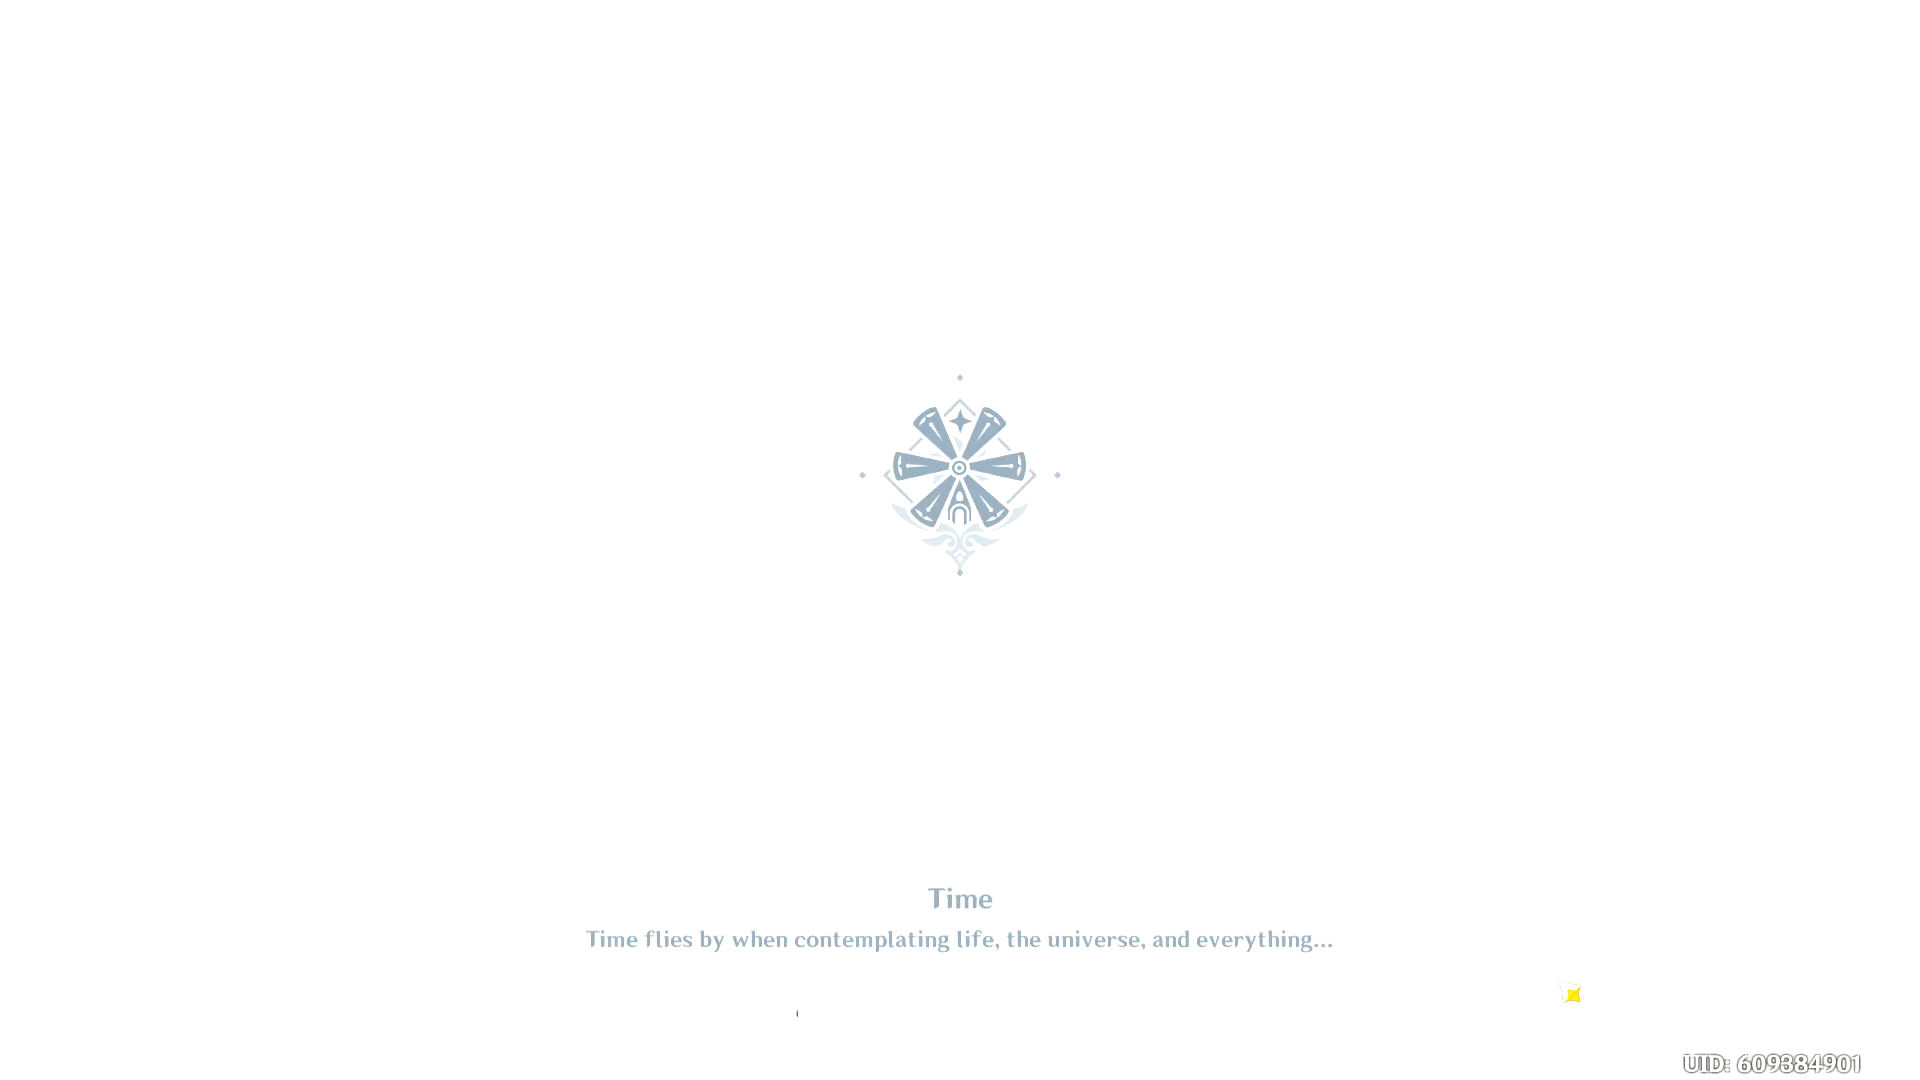 Time
Time flies by when contemplating life, the universe, and everything...
UID: 609384901